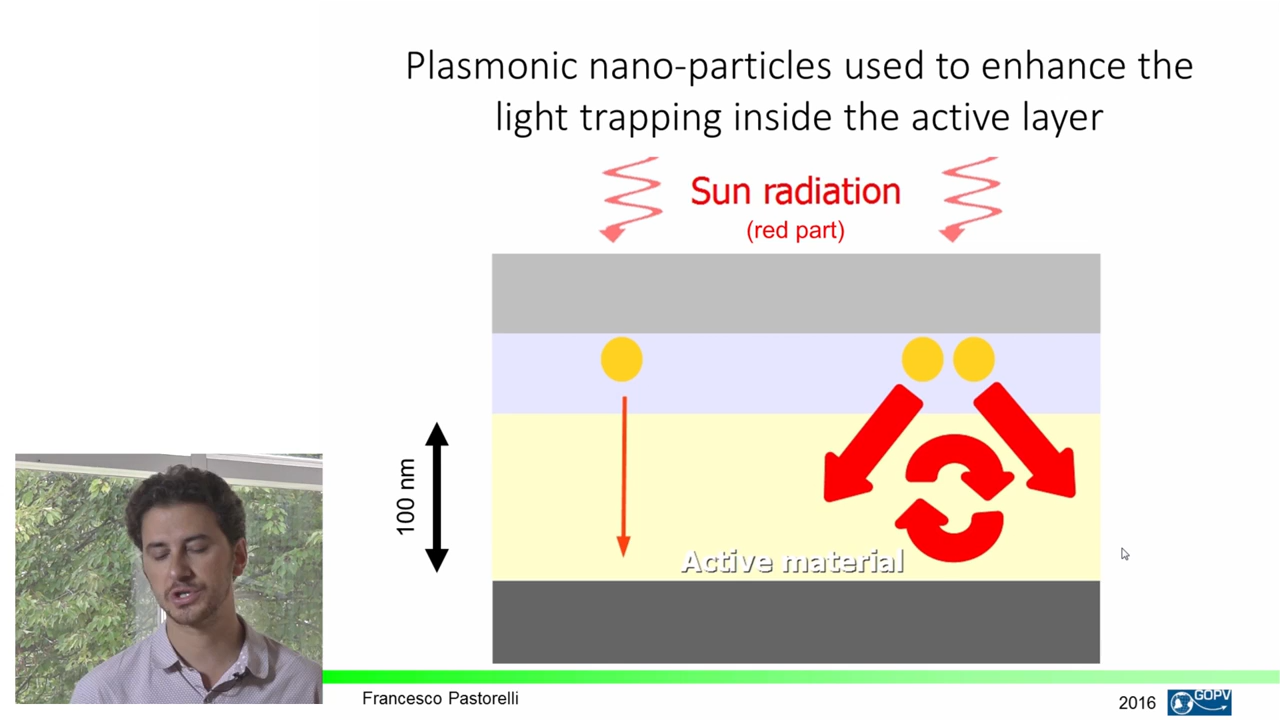 Plasmonic nano-particles used to enhance the
light trapping inside the active layer
Sun radiation
(red part)
100 nm
Active material
Francesco Pastorelli
2016
GOPV